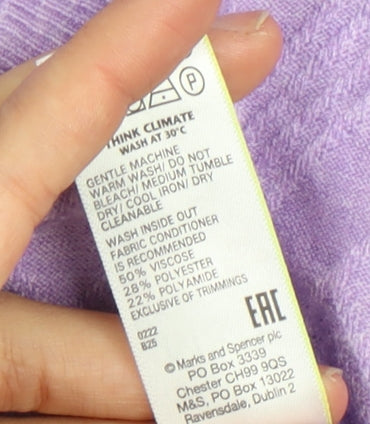 P
THINK CLIMATE
WASH AT 30°C
GENTLE MACHINE
WARM WASH/ DO NOT
BLEACH/ MEDIUM TUMBLE
DRY/ COOL IRON/ DRY
CLEANABLE
WASH INSIDE OUT
FABRIC CONDITIONER
IS RECOMMENDED
50% VISCOSE
28% POLYESTER
22% POLYAMIDE
EXCLUSIVE OF TRIMMINGS
0222
B25
EAC
© Marks and Spencer plc
PO Box 3339
Chester CH99 9QS
M&S, PO Box 13022
Ravensdale, Dublin 2